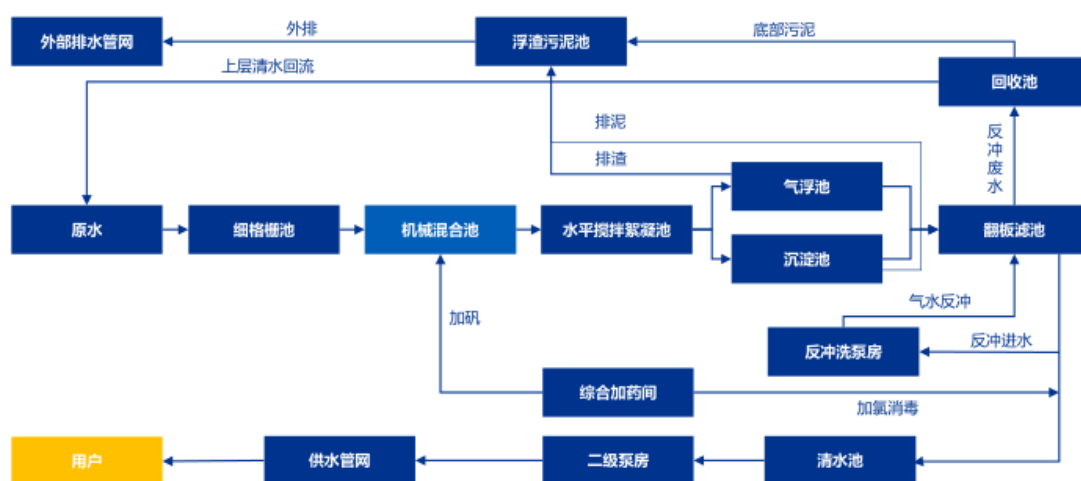 外部排水管网
外排
浮渣污泥池
底部污泥
上层清水回流
回收池
排泥
反冲废水
排渣
气浮池
原水
细格栅池
机械混合池
水平搅拌絮凝池
翻板滤池
沉淀池
气水反冲
加矾
反冲洗泵房
反冲进水
综合加药间
加氯消毒
用户
供水管网
二级泵房
清水池